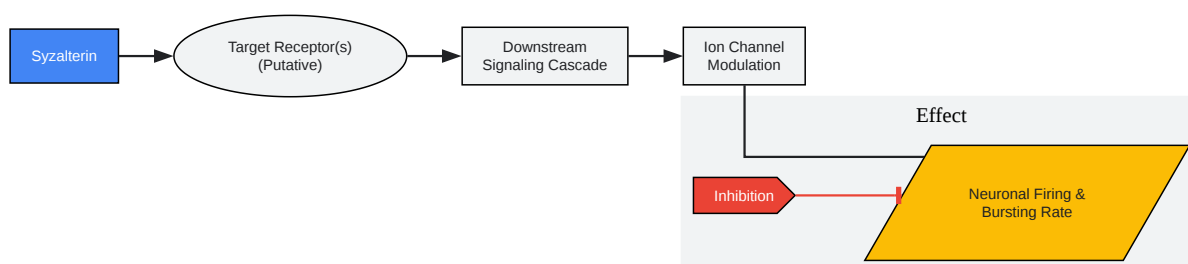 Syzalterin
Target Receptor(s)
(Putative)
Downstream
Signaling Cascade
Ion Channel
Modulation
Effect
Inhibition
Neuronal Firing &
Bursting Rate